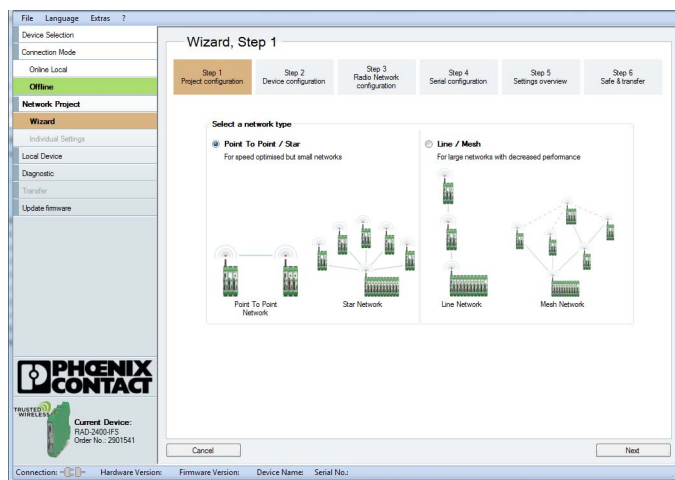 File Language Extras ?
Device Selection
Connection Mode
Online Local
Offline
Network Project
Wizard
Individual Settings
Local Device
Diagnostic
Transfer
Update firmware
PHŒNIX
CONTACT
TRUSTED
WIRELESS
Current Device:
RAD-2400-IFS
Order No.: 2901541
Wizard, Step 1
Step 1
Project configuration
Step 2
Device configuration
Step 3
Radio Network
configuration
Step 4
Serial configuration
Step 5
Settings overview
Step 6
Safe & transfer
Select a network type
Point To Point / Star
For speed optimised but small networks
Line / Mesh
For large networks with decreased performance
Point To Point
Network
Star Network
Line Network
Mesh Network
Cancel
Next
Connection: Hardware Version: Firmware Version: Device Name: Serial No.: